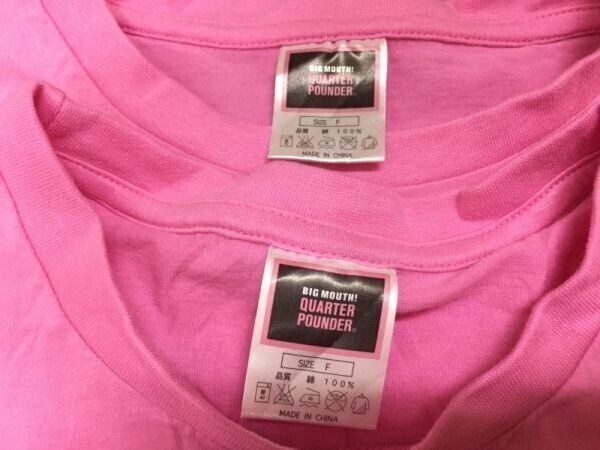 BIG MOUTH!
QUARTER
POUNDER®
SIZE F
品質 綿 100%
MADE IN CHINA
BIG MOUTH!
QUARTER
POUNDER®
SIZE F
品質 綿 100%
MADE IN CHINA